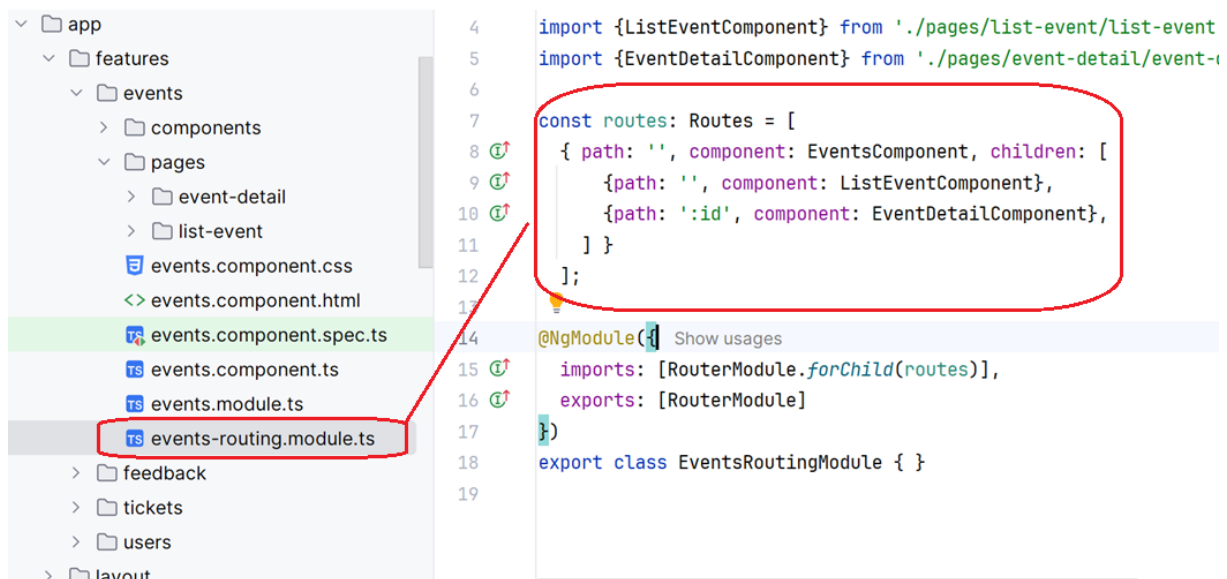 app
features
events
components
pages
event-detail
list-event
events.component.css
events.component.html
events.component.spec.ts
events.component.ts
events.module.ts
events-routing.module.ts
feedback
tickets
users
layout
4 import {ListEventComponent} from './pages/list-event/list-event
5 import {EventDetailComponent} from './pages/event-detail/event-
6
7 const routes: Routes = [
8 { path: '', component: EventsComponent, children: [
9 {path: '', component: ListEventComponent},
10 {path: ':id', component: EventDetailComponent},
11 ] }
12 ];
13
14 @NgModule({ Show usages
15 imports: [RouterModule.forChild(routes)],
16 exports: [RouterModule]
17 })
18 export class EventsRoutingModule { }
19